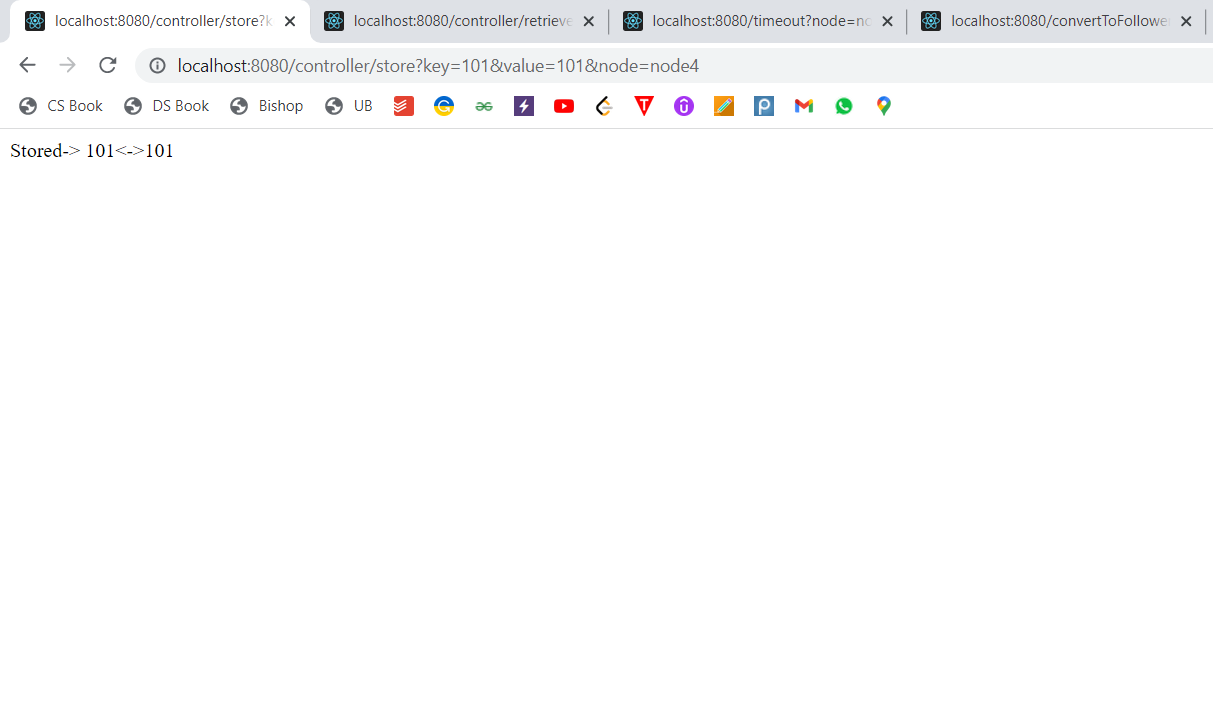 localhost:8080/controller/store?k
localhost:8080/controller/retrieve
localhost:8080/timeout?node=no
localhost:8080/convertToFollower
localhost:8080/controller/store?key=101&value=101&node=node4
CS Book
DS Book
Bishop
UB
Stored-> 101<->101